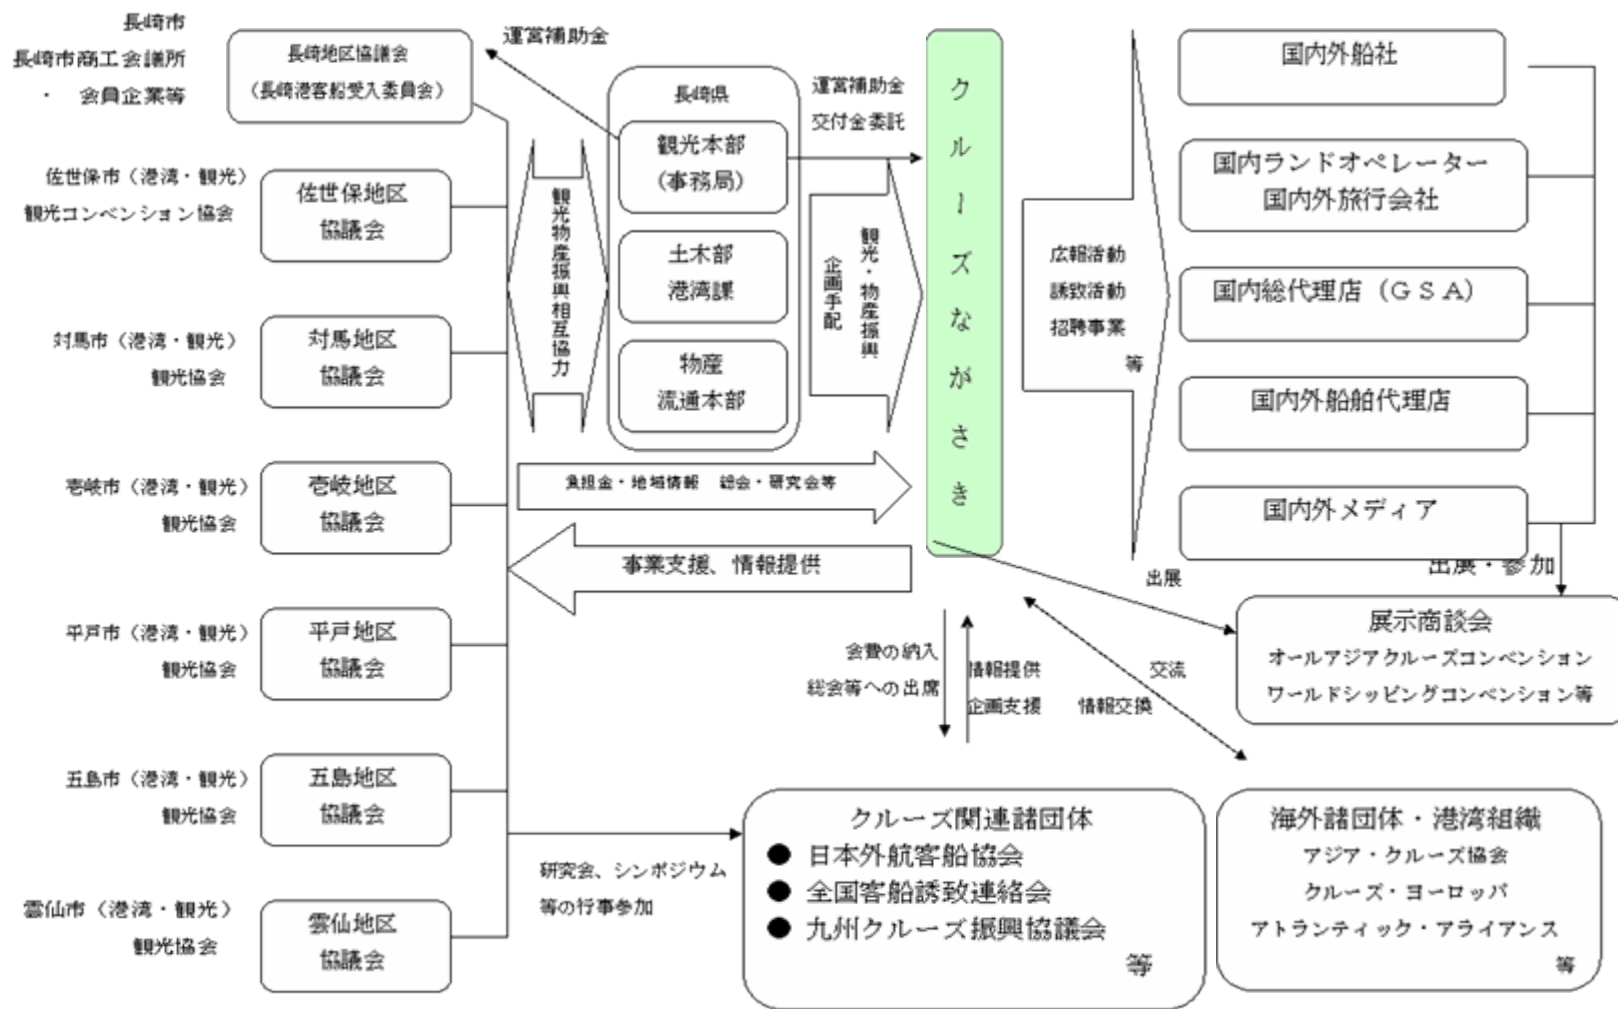 長崎市
長崎市商工会議所
・ 会員企業等
長崎地区協議会
（長崎港客船受入委員会）
運営補助金
佐世保市（港湾・観光）
観光コンベンション協会
佐世保地区
協議会
対馬市（港湾・観光）
観光協会
対馬地区
協議会
壱岐市（港湾・観光）
観光協会
壱岐地区
協議会
平戸市（港湾・観光）
観光協会
平戸地区
協議会
五島市（港湾・観光）
観光協会
五島地区
協議会
雲仙市（港湾・観光）
観光協会
雲仙地区
協議会
観光物産振興相互協力
長崎県
観光本部
（事務局）
土木部
港湾課
物産
流通本部
運営補助金
交付金委託
観光・物産振興
企画手配
クルーズながさき
負担金・地域情報 総会・研究会等
事業支援、情報提供
広報活動
誘致活動
招聘事業
等
国内外船社
国内ランドオペレーター
国内外旅行会社
国内総代理店（ＧＳＡ）
国内外船舶代理店
国内外メディア
出展・参加
出展
展示商談会
オールアジアクルーズコンベンション
ワールドシッピングコンベンション等
会費の納入
総会等への出席
情報提供
企画支援
交流
情報交換
研究会、シンポジウム
等の行事参加
クルーズ関連諸団体
● 日本外航客船協会
● 全国客船誘致連絡会
● 九州クルーズ振興協議会
等
海外諸団体・港湾組織
アジア・クルーズ協会
クルーズ・ヨーロッパ
アトランティック・アライアンス
等